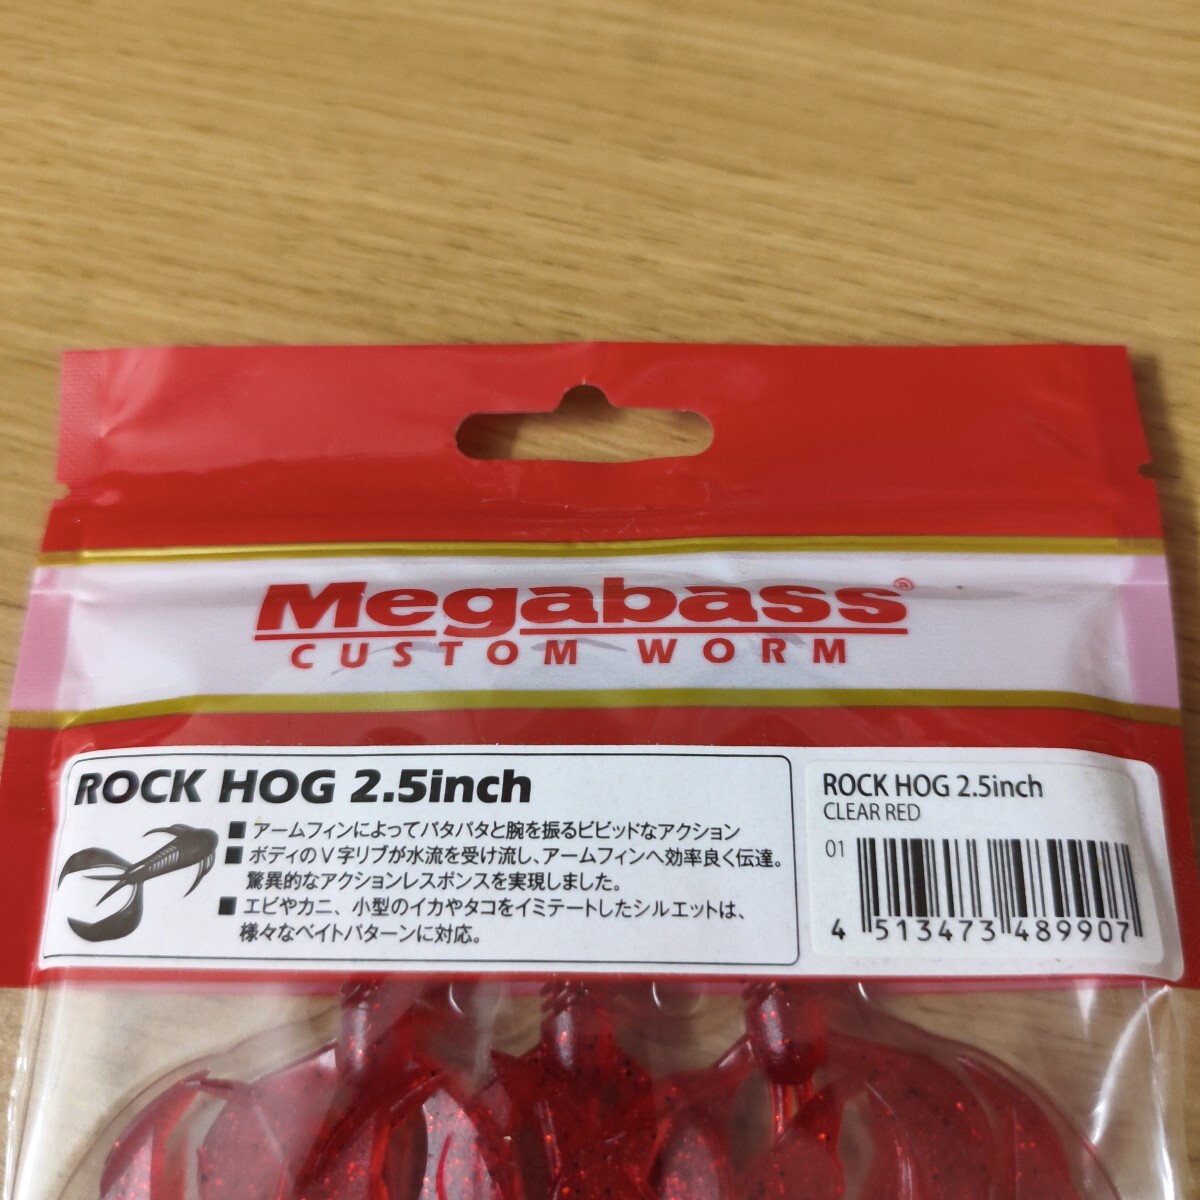 Megabass®
CUSTOM WORM
ROCK HOG 2.5inch
■ アームフィンによってパタパタと腕を振るビビッドなアクション
■ ボディのV字リブが水流を受け流し、アームフィンへ効率良く伝達。
驚異的なアクションレスポンスを実現しました。
■ エビやカニ、小型のイカやタコをイミテートしたシルエットは、
様々なベイトパターンに対応。
ROCK HOG 2.5inch
CLEAR RED
01
4 513473 489907